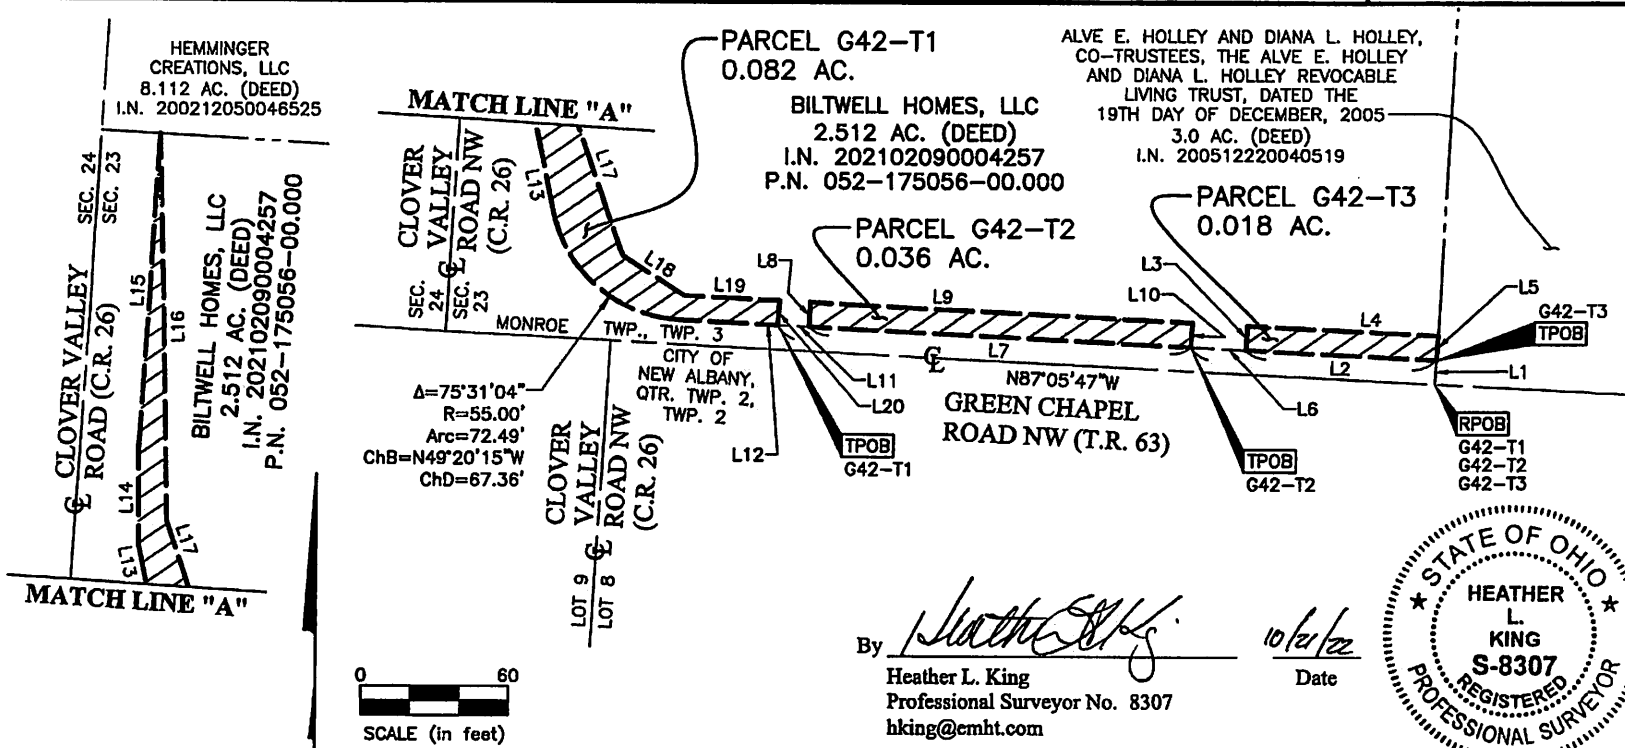 HEMMINGER
CREATIONS, LLC
8.112 AC. (DEED)
I.N. 200212050046525
SEC. 24
SEC. 23
CLOVER VALLEY
ROAD (C.R. 26)
L15
L16
L14
L13
L17
BILTWELL HOMES, LLC
2.512 AC. (DEED)
I.N. 202102090004257
P.N. 052-175056-00.000
MATCH LINE "A"
MATCH LINE "A"
CLOVER
VALLEY
ROAD NW
(C.R. 26)
SEC. 24
SEC. 23
L13
L17
L18
L19
PARCEL G42-T1
0.082 AC.
BILTWELL HOMES, LLC
2.512 AC. (DEED)
I.N. 202102090004257
P.N. 052-175056-00.000
ALVE E. HOLLEY AND DIANA L. HOLLEY,
CO-TRUSTEES, THE ALVE E. HOLLEY
AND DIANA L. HOLLEY REVOCABLE
LIVING TRUST, DATED THE
19TH DAY OF DECEMBER, 2005
3.0 AC. (DEED)
I.N. 200512220040519
PARCEL G42-T2
0.036 AC.
PARCEL G42-T3
0.018 AC.
L8
L9
L3
L10
L4
L5
G42-T3
TPOB
L7
L2
L1
L6
N87°05'47"W
CL
GREEN CHAPEL
ROAD NW (T.R. 63)
MONROE TWP., TWP. 3
CITY OF
NEW ALBANY,
QTR. TWP. 2,
TWP. 2
L11
L20
L12
TPOB
G42-T1
TPOB
G42-T2
RPOB
G42-T1
G42-T2
G42-T3
Δ=75°31'04"
R=55.00'
Arc=72.49'
ChB=N49°20'15"W
ChD=67.36'
CLOVER
VALLEY
ROAD NW
(C.R. 26)
LOT 9
LOT 8
0 60
SCALE (in feet)
By
Heather L. King
Professional Surveyor No. 8307
hking@emht.com
10/21/22
Date
STATE OF OHIO
HEATHER
L.
KING
S-8307
REGISTERED
PROFESSIONAL SURVEYOR